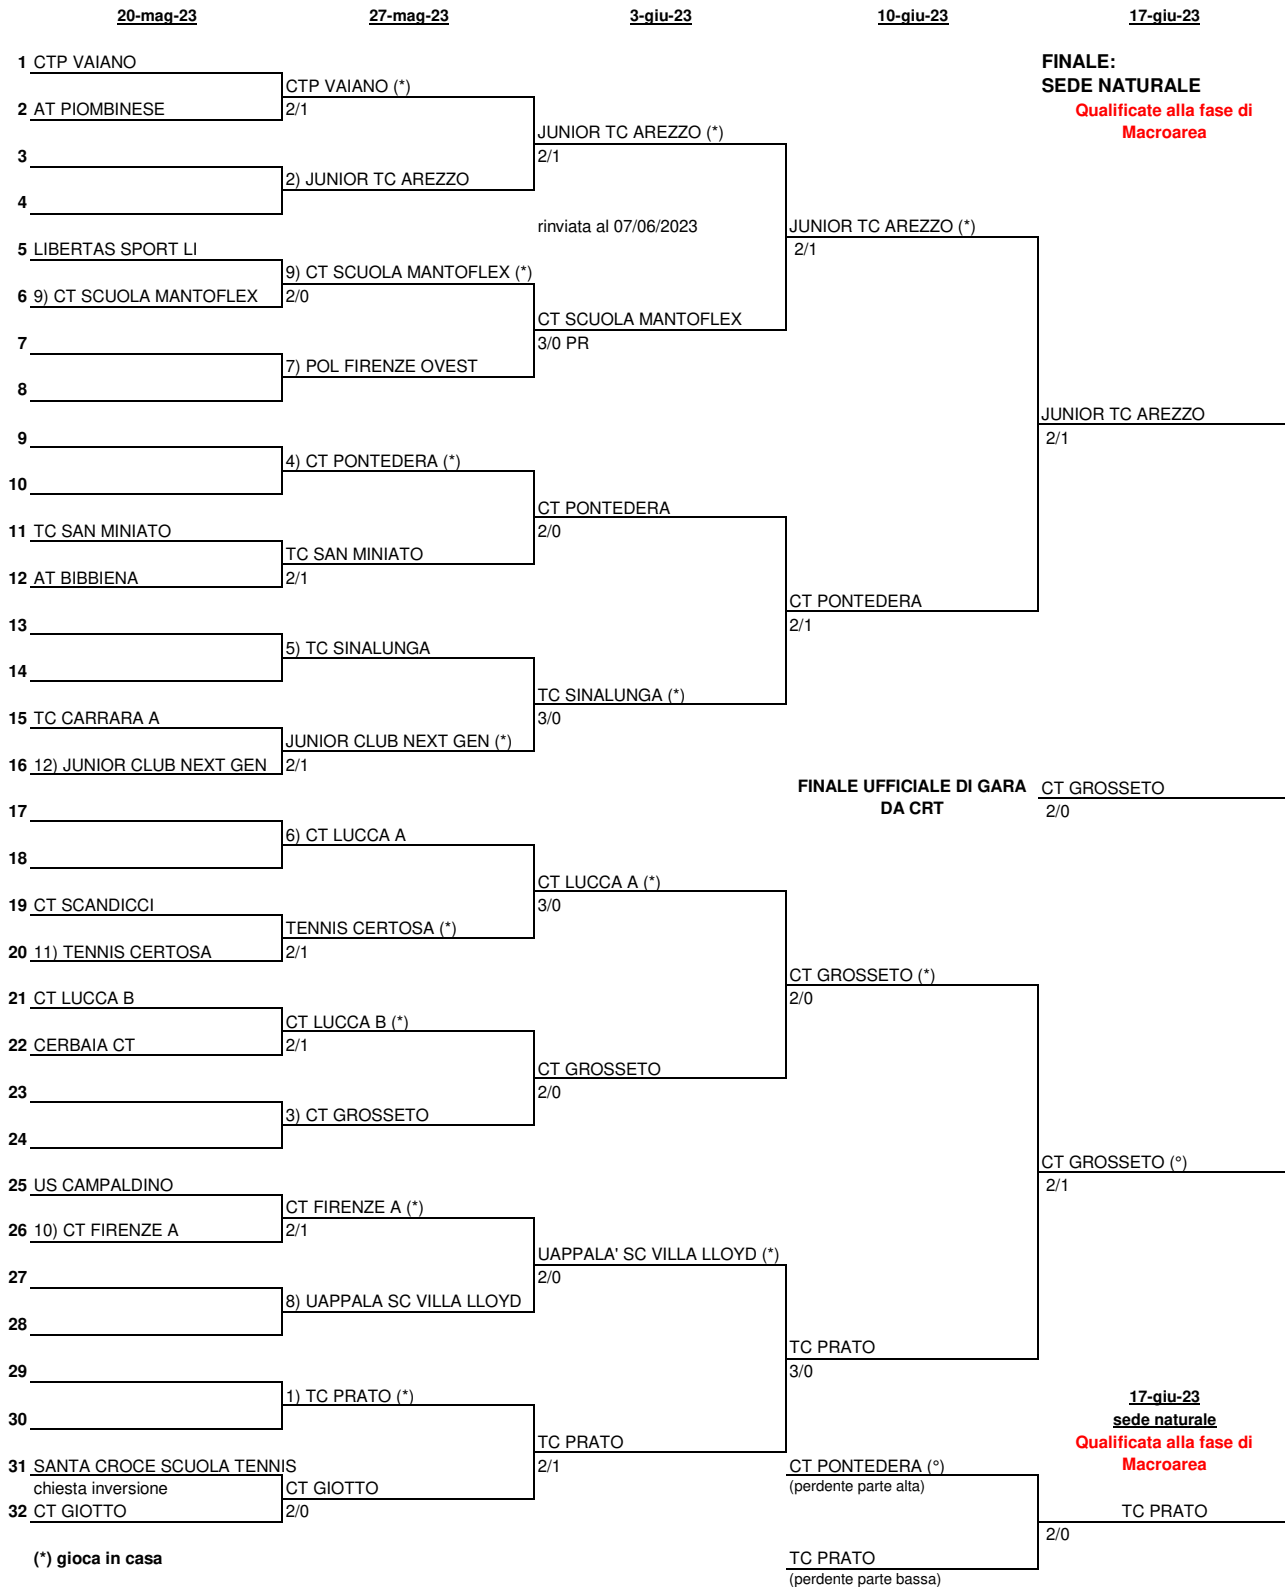 20-mag-23 27-mag-23 3-giu-23 10-giu-23 17-giu-23
1 CTP VAIANO
FINALE:
CTP VAIANO (*)
SEDE NATURALE
2 AT PIOMBINESE
2/1
Qualificate alla fase di
Macroarea
JUNIOR TC AREZZO (*)
3
2/1
2) JUNIOR TC AREZZO
4
rinviata al 07/06/2023
JUNIOR TC AREZZO (*)
5 LIBERTAS SPORT LI
2/1
9) CT SCUOLA MANTOFLEX (*)
6 9) CT SCUOLA MANTOFLEX
2/0
CT SCUOLA MANTOFLEX
7
3/0 PR
7) POL FIRENZE OVEST
8
JUNIOR TC AREZZO
9
2/1
4) CT PONTEDERA (*)
10
CT PONTEDERA
11 TC SAN MINIATO
2/0
TC SAN MINIATO
12 AT BIBBIENA
2/1
CT PONTEDERA
13
2/1
5) TC SINALUNGA
14
TC SINALUNGA (*)
15 TC CARRARA A
3/0
JUNIOR CLUB NEXT GEN (*)
16 12) JUNIOR CLUB NEXT GEN
2/1
FINALE UFFICIALE DI GARA
DA CRT
CT GROSSETO
2/0
17
6) CT LUCCA A
18
CT LUCCA A (*)
19 CT SCANDICCI
3/0
TENNIS CERTOSA (*)
20 11) TENNIS CERTOSA
2/1
CT GROSSETO (*)
21 CT LUCCA B
2/0
CT LUCCA B (*)
22 CERBAIA CT
2/1
CT GROSSETO
23
2/0
3) CT GROSSETO
24
CT GROSSETO (°)
25 US CAMPALDINO
2/1
CT FIRENZE A (*)
26 10) CT FIRENZE A
2/1
UAPPALA' SC VILLA LLOYD (*)
27
2/0
8) UAPPALA SC VILLA LLOYD
28
TC PRATO
29
3/0
1) TC PRATO (*)
17-giu-23
30
sede naturale
TC PRATO
Qualificata alla fase di
Macroarea
31 SANTA CROCE SCUOLA TENNIS
2/1
CT PONTEDERA (°)
chiesta inversione
CT GIOTTO
(perdente parte alta)
32 CT GIOTTO
2/0
TC PRATO
2/0
(*) gioca in casa
TC PRATO
(perdente parte bassa)